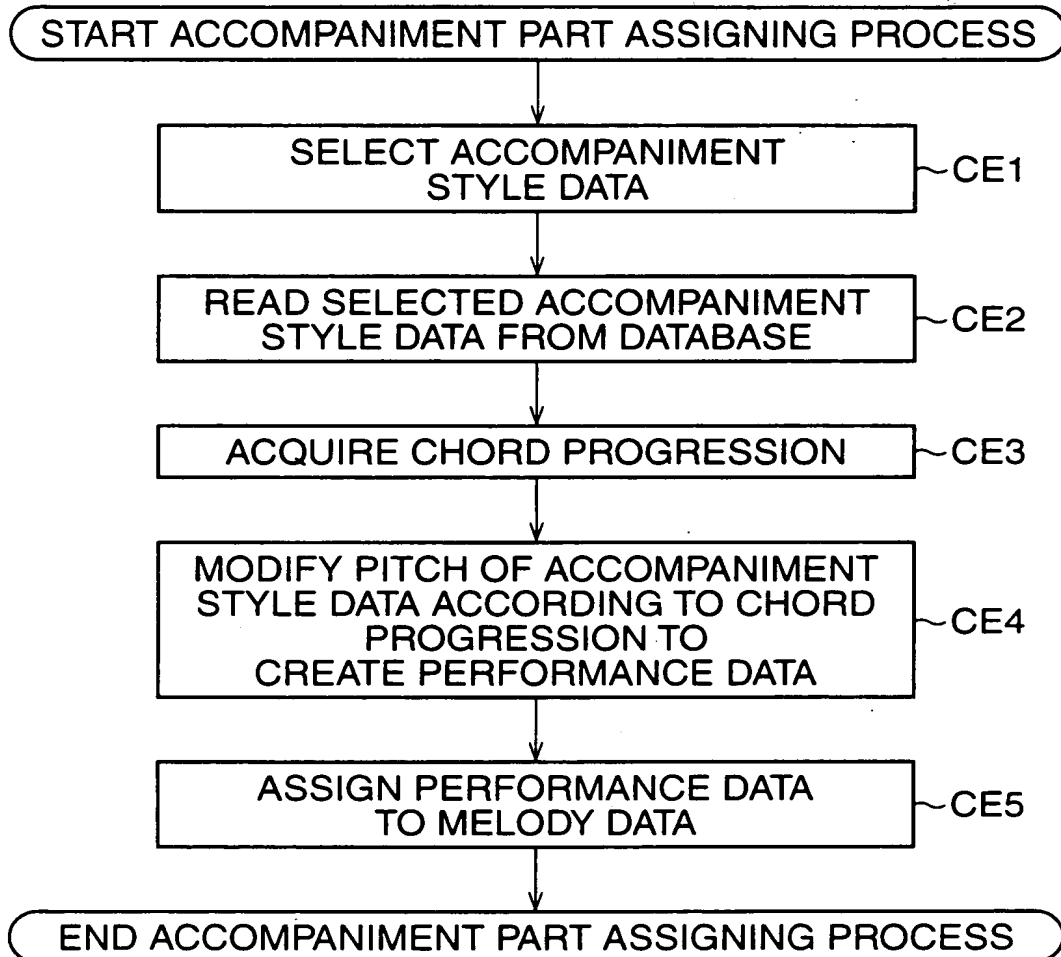 START ACCOMPANIMENT PART ASSIGNING PROCESS
SELECT ACCOMPANIMENT
STYLE DATA
CE1
READ SELECTED ACCOMPANIMENT
STYLE DATA FROM DATABASE
CE2
ACQUIRE CHORD PROGRESSION
CE3
MODIFY PITCH OF ACCOMPANIMENT
STYLE DATA ACCORDING TO CHORD
PROGRESSION TO
CREATE PERFORMANCE DATA
CE4
ASSIGN PERFORMANCE DATA
TO MELODY DATA
CE5
END ACCOMPANIMENT PART ASSIGNING PROCESS